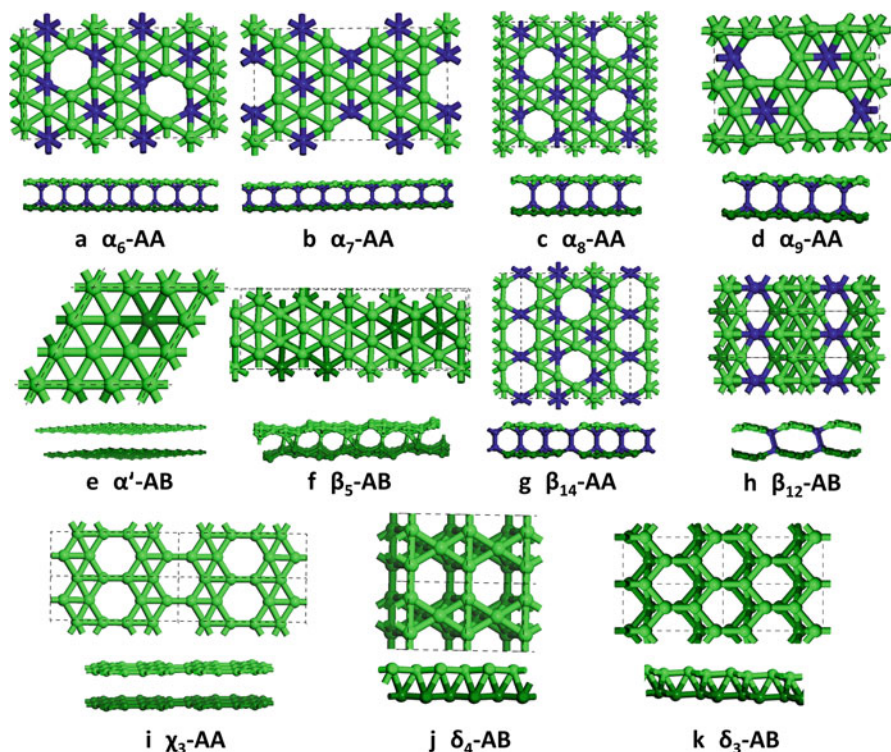 a α₆-AA
b α₇-AA
c α₈-AA
d α₉-AA
e α'-AB
f β₅-AB
g β₁₄-AA
h β₁₂-AB
i χ₃-AA
j δ₄-AB
k δ₃-AB